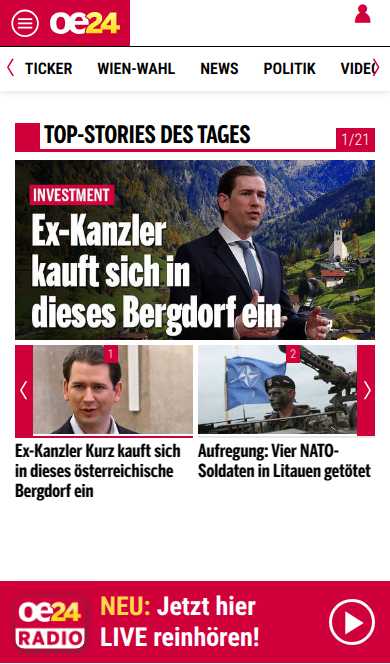 oe24
TICKER WIEN-WAHL NEWS POLITIK VIDEO
TOP-STORIES DES TAGES
1/21
INVESTMENT
Ex-Kanzler
kauft sich in
dieses Bergdorf ein
1
2
Ex-Kanzler Kurz kauft sich
in dieses österreichische
Bergdorf ein
Aufregung: Vier NATO-
Soldaten in Litauen getötet
oe24
RADIO
NEU: Jetzt hier
LIVE reinhören!